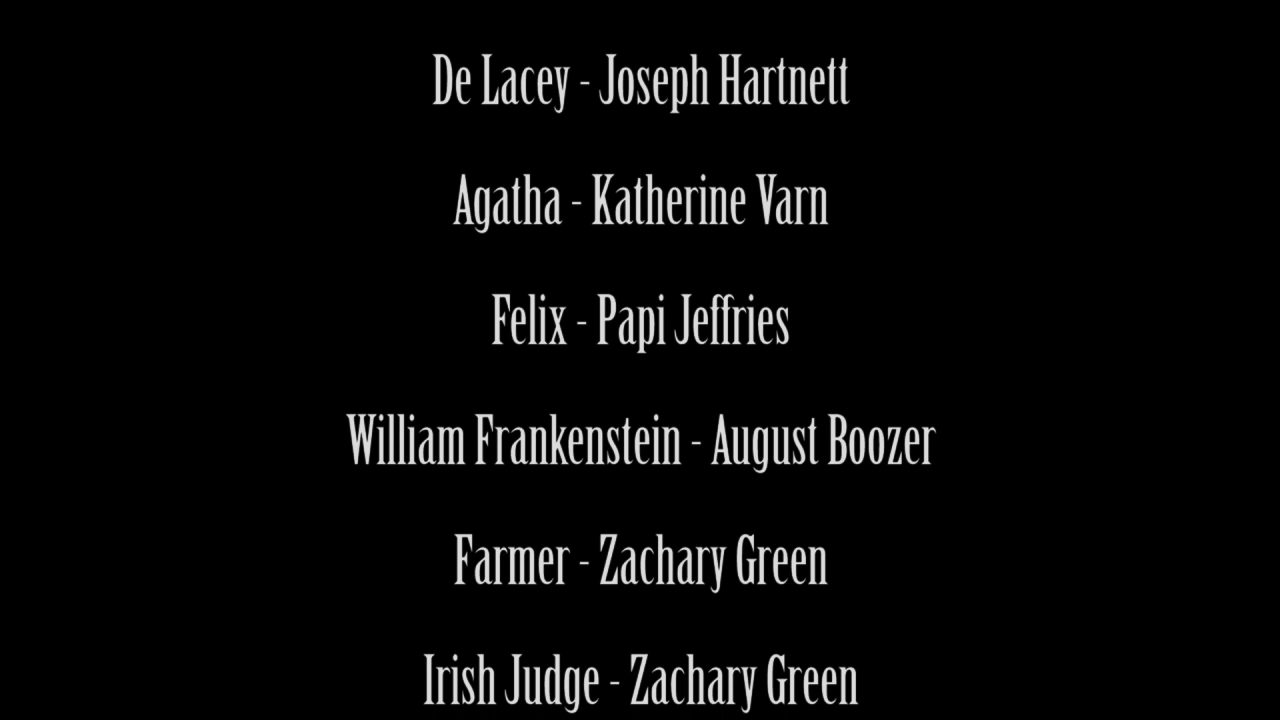 De Lacey - Joseph Hartnett
Agatha - Katherine Varn
Felix - Papi Jeffries
William Frankenstein - August Boozer
Farmer - Zachary Green
Irish Judge - Zachary Green